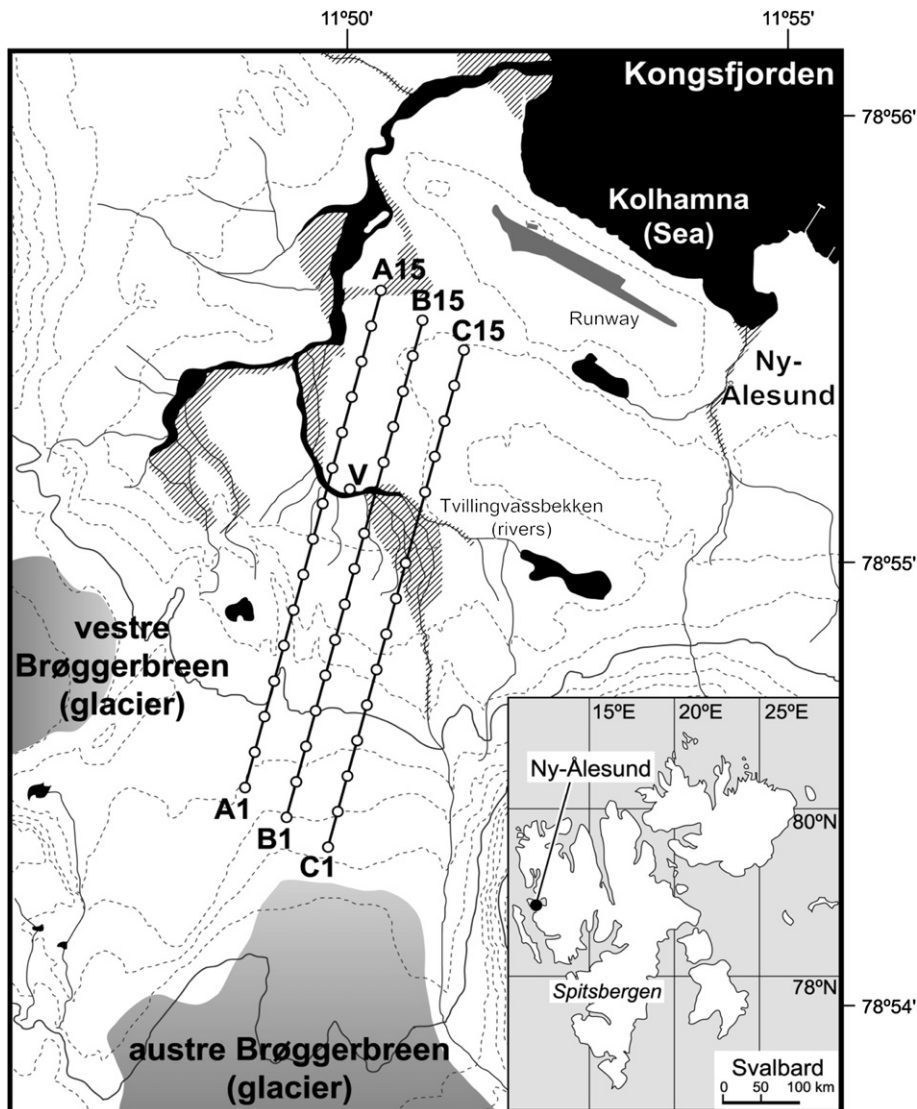 11º50'
11º55'
Kongsfjorden
78º56'
Kolhamna
(Sea)
A15
B15
C15
Runway
Ny-
Ålesund
V
Tvillingvassbekken
(rivers)
78º55'
vestre
Brøggerbreen
(glacier)
A1
B1
C1
15ºE
20ºE
25ºE
Ny-Ålesund
80ºN
78ºN
Spitsbergen
78º54'
austre Brøggerbreen
(glacier)
Svalbard
0 50 100 km